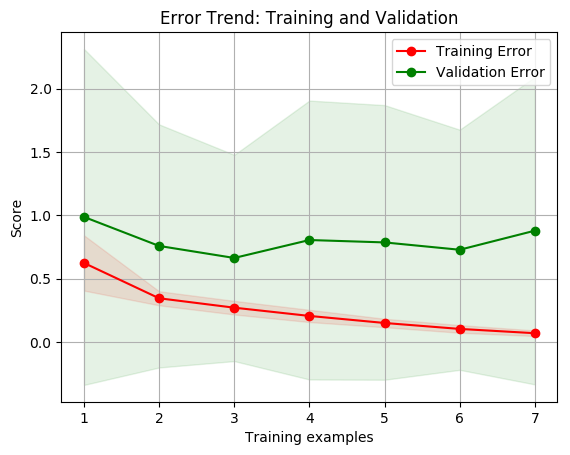 Error Trend: Training and Validation
Training Error
Validation Error
Score
2.0
1.5
1.0
0.5
0.0
1 2 3 4 5 6 7
Training examples